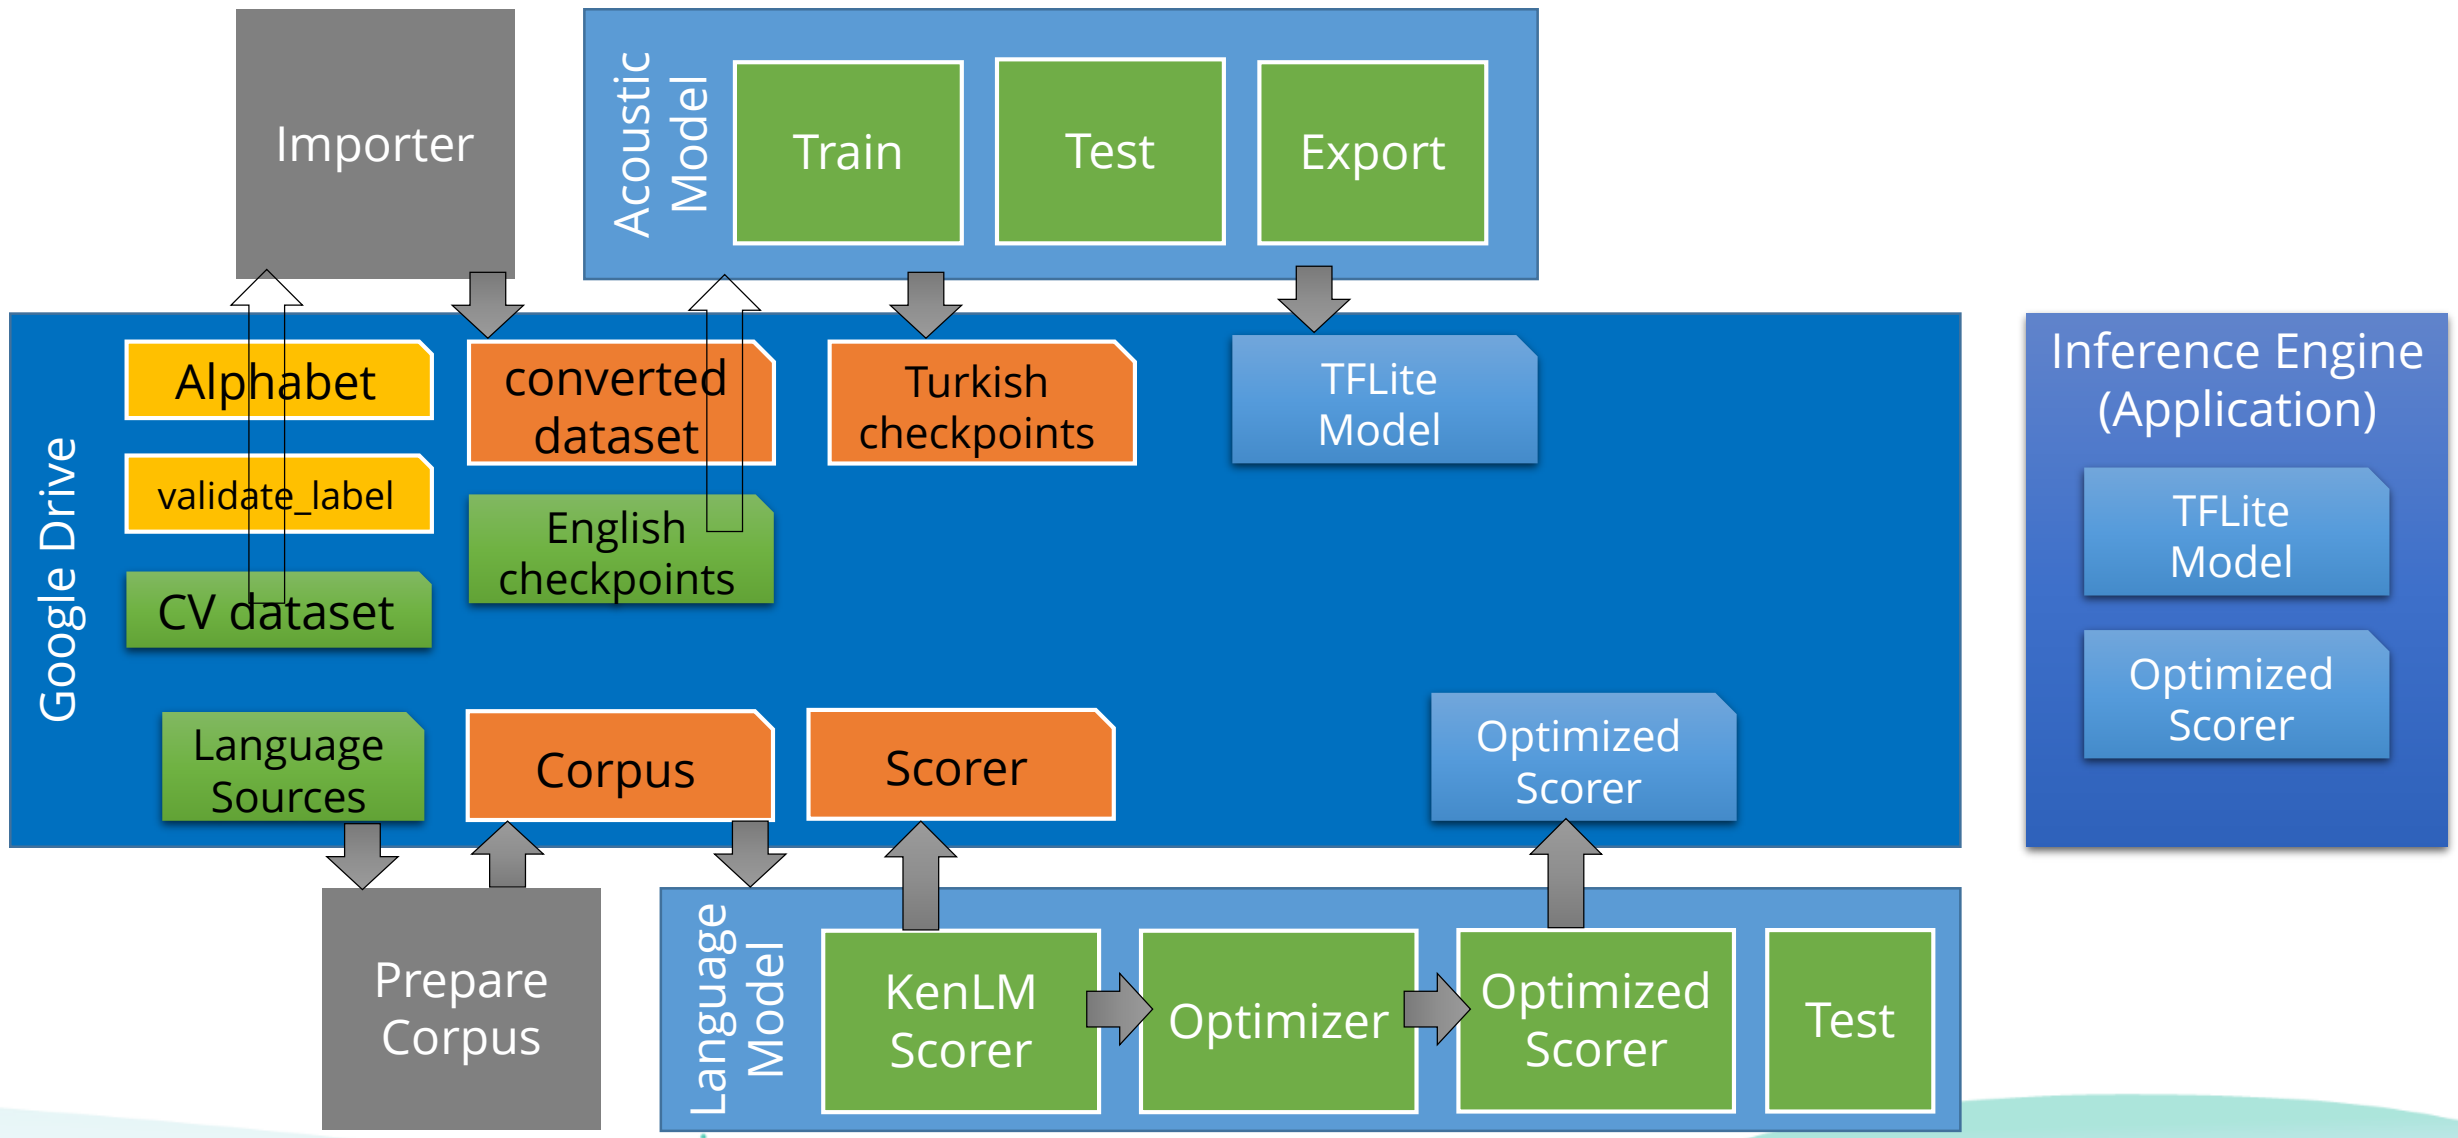 Importer
Acoustic
Model
Train
Test
Export
Google Drive
Alphabet
validate_label
CV dataset
converted
dataset
English
checkpoints
Turkish
checkpoints
TFLite
Model
Language
Sources
Corpus
Scorer
Optimized
Scorer
Inference Engine
(Application)
TFLite
Model
Optimized
Scorer
Prepare
Corpus
Language
Model
KenLM
Scorer
Optimizer
Optimized
Scorer
Test